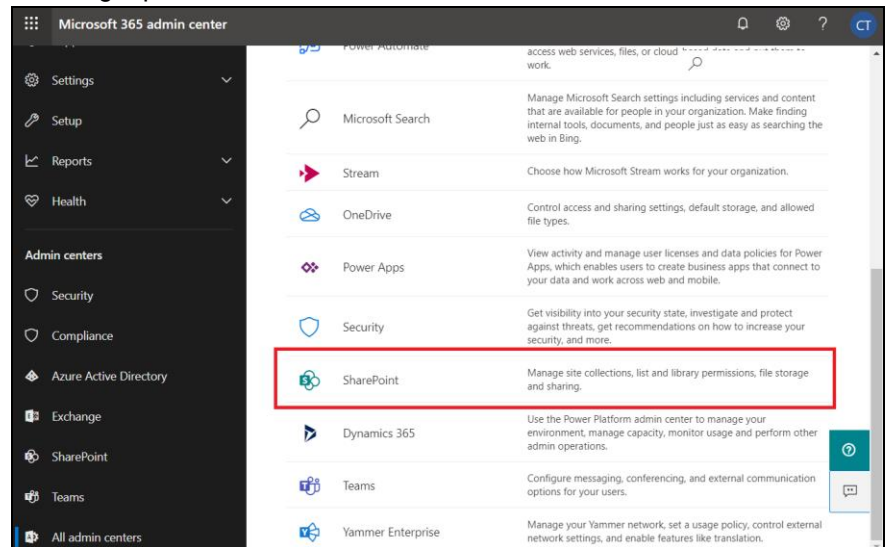 Microsoft 365 admin center
?
CT
Settings
Setup
Reports
Health
Admin centers
Security
Compliance
Azure Active Directory
Exchange
SharePoint
Teams
All admin centers
Power Automate
access web services, files, or cloud
work.
Microsoft Search
Manage Microsoft Search settings including services and content
that are available for people in your organization. Make finding
internal tools, documents, and people just as easy as searching the
web in Bing.
Stream
Choose how Microsoft Stream works for your organization.
OneDrive
Control access and sharing settings, default storage, and allowed
file types.
Power Apps
View activity and manage user licenses and data policies for Power
Apps, which enables users to create business apps that connect to
your data and work across web and mobile.
Security
Get visibility into your security state, investigate and protect
against threats, get recommendations on how to increase your
security, and more.
SharePoint
Manage site collections, list and library permissions, file storage
and sharing.
Dynamics 365
Use the Power Platform admin center to manage your
environment, manage capacity, monitor usage and perform other
admin operations.
Teams
Configure messaging, conferencing, and external communication
options for your users.
Yammer Enterprise
Manage your Yammer network, set a usage policy, control external
network settings, and enable features like translation.